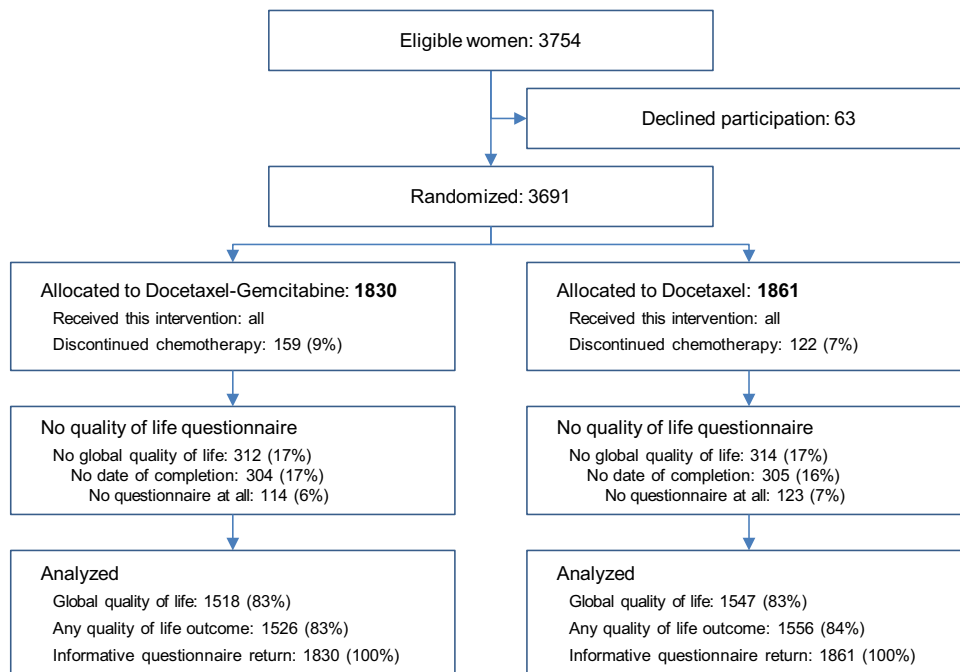 Eligible women: 3754
Declined participation: 63
Randomized: 3691
Allocated to Docetaxel-Gemcitabine: 1830
Received this intervention: all
Discontinued chemotherapy: 159 (9%)
Allocated to Docetaxel: 1861
Received this intervention: all
Discontinued chemotherapy: 122 (7%)
No quality of life questionnaire
No global quality of life: 312 (17%)
No date of completion: 304 (17%)
No questionnaire at all: 114 (6%)
No quality of life questionnaire
No global quality of life: 314 (17%)
No date of completion: 305 (16%)
No questionnaire at all: 123 (7%)
Analyzed
Global quality of life: 1518 (83%)
Any quality of life outcome: 1526 (83%)
Informative questionnaire return: 1830 (100%)
Analyzed
Global quality of life: 1547 (83%)
Any quality of life outcome: 1556 (84%)
Informative questionnaire return: 1861 (100%)